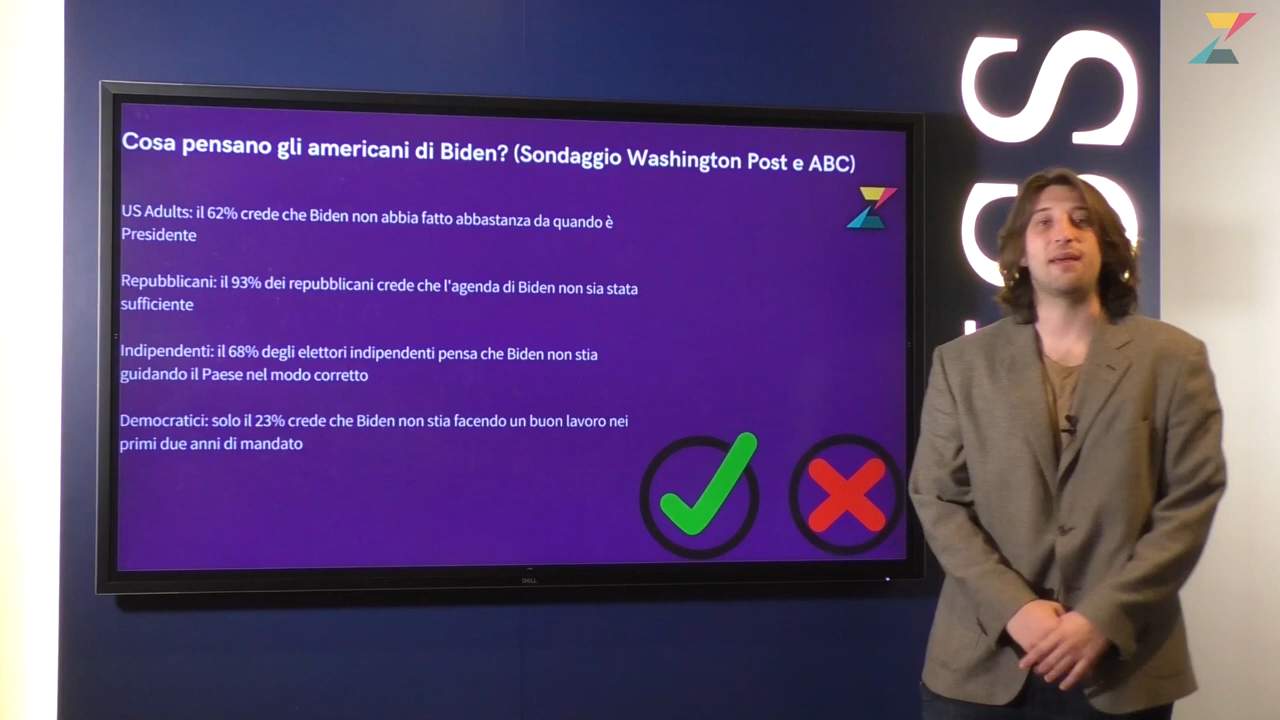 Cosa pensano gli americani di Biden? (Sondaggio Washington Post e ABC)
US Adults: il 62% crede che Biden non abbia fatto abbastanza da quando è
Presidente
Repubblicani: il 93% dei repubblicani crede che l'agenda di Biden non sia stata
sufficiente
Indipendenti: il 68% degli elettori indipendenti pensa che Biden non stia
guidando il Paese nel modo corretto
Democratici: solo il 23% crede che Biden non stia facendo un buon lavoro nei
primi due anni di mandato
DELL